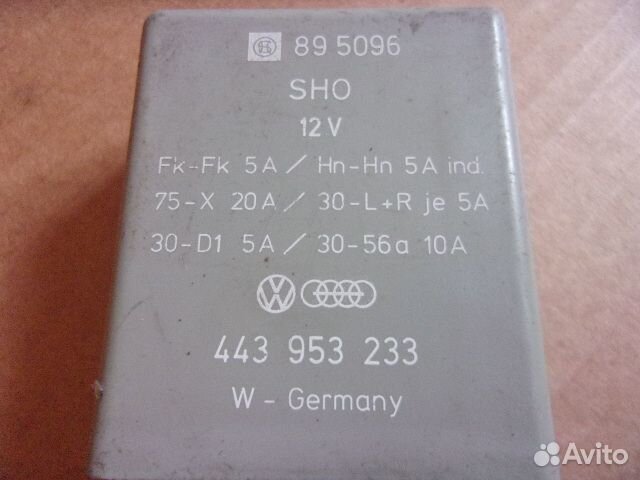 89 5096
SHO
12V
Fk-Fk 5A / Hn-Hn 5A ind.
75-X 20A / 30-L+R je 5A
30-D1 5A / 30-56a 10A
443 953 233
W - Germany
Avito